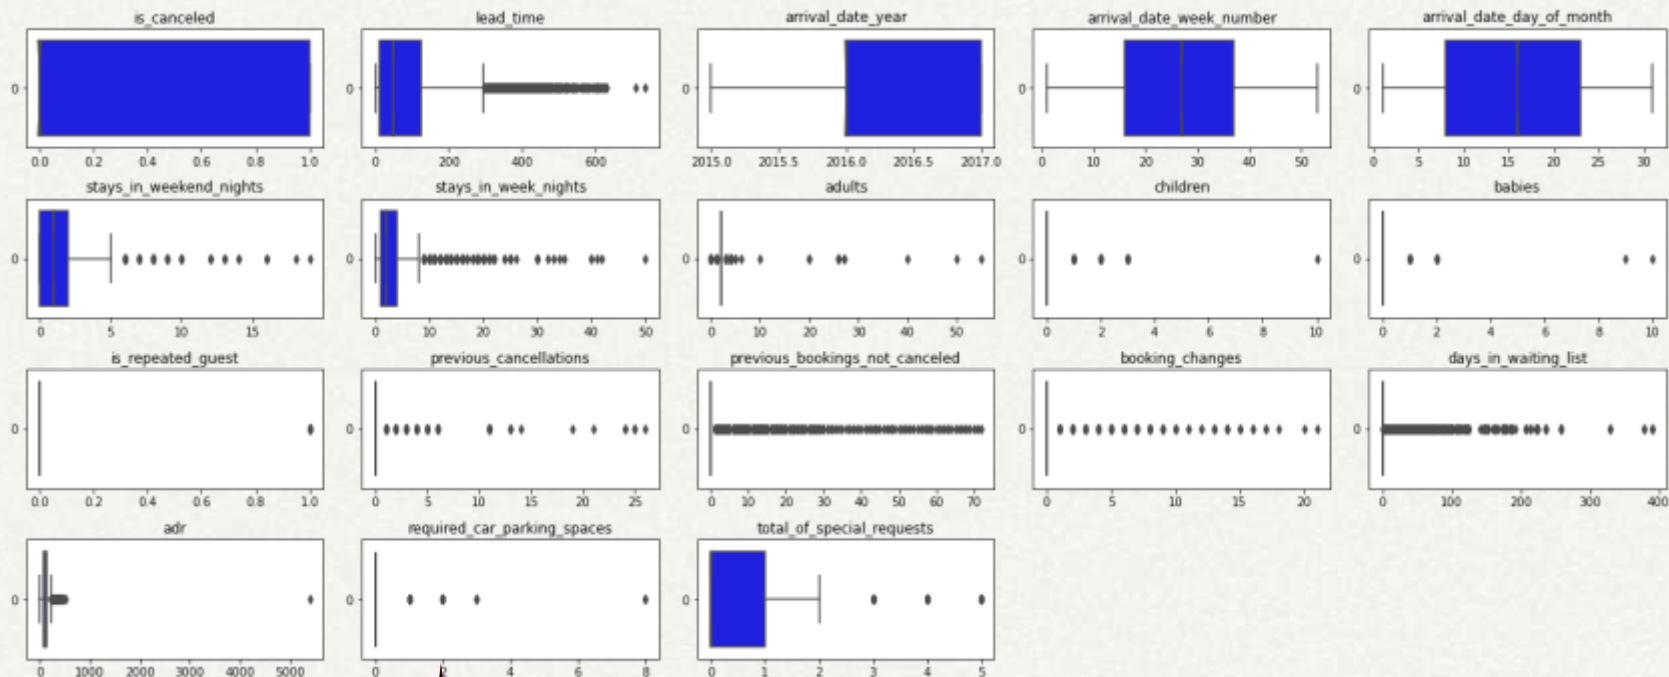 is_canceled lead_time arrival_date_year arrival_date_week_number arrival_date_day_of_month
0 0 0 0 0
0.0 0.2 0.4 0.6 0.8 1.0 0 200 400 600 2015.0 2015.5 2016.0 2016.5 2017.0 0 10 20 30 40 50 0 5 10 15 20 25 30
stays_in_weekend_nights stays_in_week_nights adults children babies
0 0 0 0 0
0 5 10 15 0 10 20 30 40 50 0 10 20 30 40 50 0 2 4 6 8 10 0 2 4 6 8 10
is_repeated_guest previous_cancellations previous_bookings_not_canceled booking_changes days_in_waiting_list
0 0 0 0 0
0.0 0.2 0.4 0.6 0.8 1.0 0 5 10 15 20 25 0 10 20 30 40 50 60 70 0 5 10 15 20 0 100 200 300 400
adr required_car_parking_spaces total_of_special_requests
0 0 0
0 1000 2000 3000 4000 5000 0 2 4 6 8 0 1 2 3 4 5